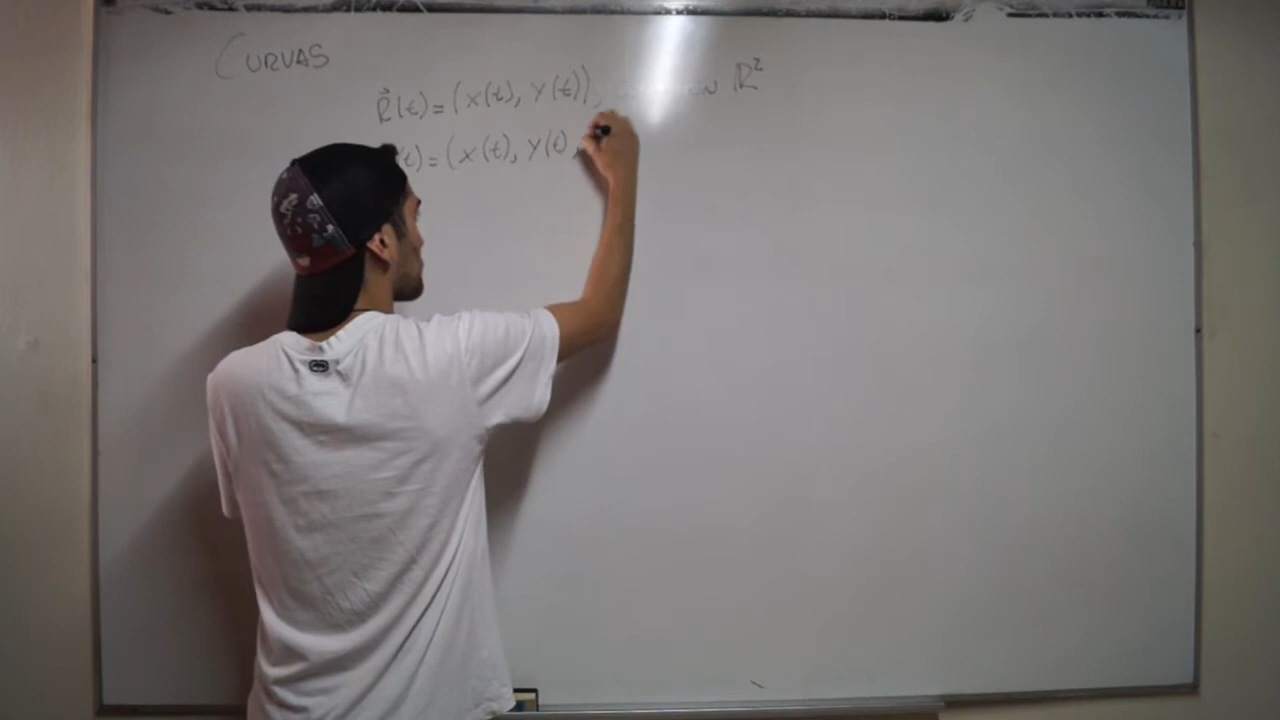 CURVAS
R⃗(t) = (x(t), y(t)), ℝ²
(t) = (x(t), y(t),